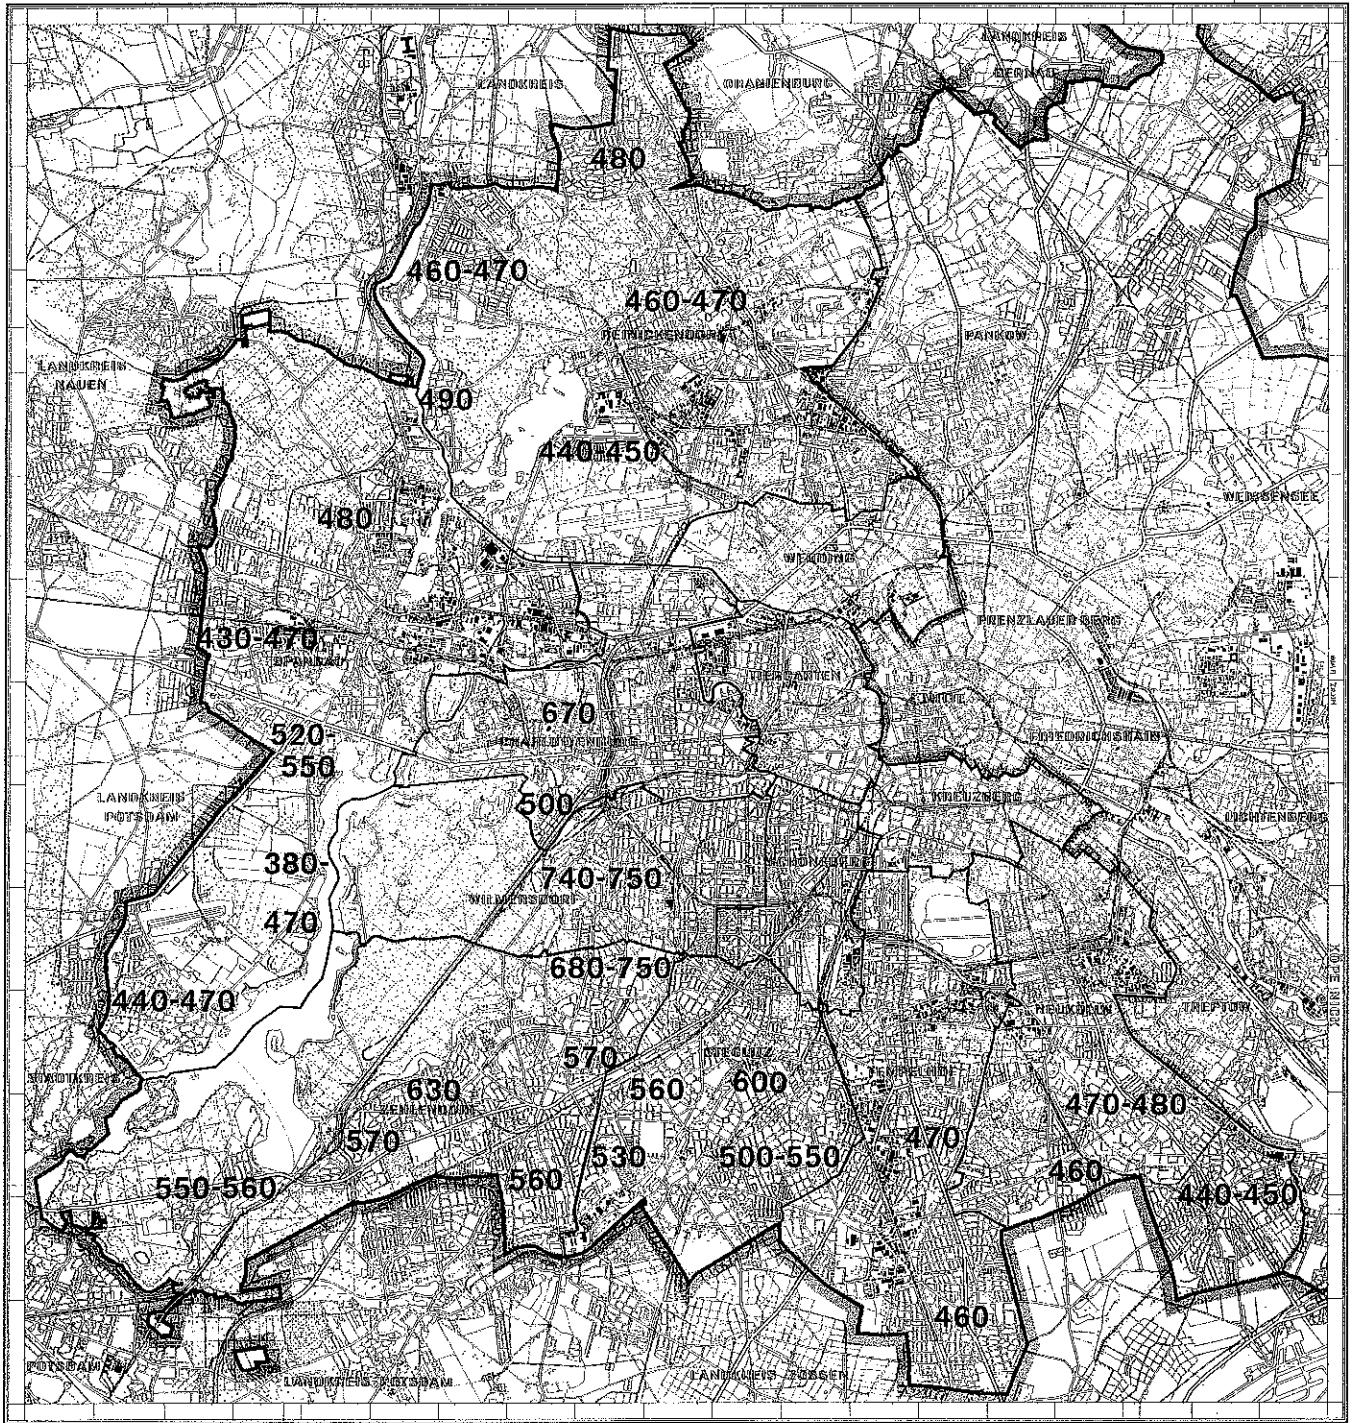 LANDKREIS
LANDKREIS
ORANIENBURG
BERNAU
480
460-470
460-470
REINICKENDORF
PANKOW
LANDKREIS
NAUEN
490
440-450
WEISSENSEE
480
WEDDING
PRENZLAUER BERG
430-470
SPANDAU
TIERGARTEN
MITTE
670
520-
550
CHARLOTTENBURG
FRIEDRICHSHAIN
LANDKREIS
POTSDAM
500
KREUZBERG
LICHTENBERG
380-
470
SCHÖNEBERG
740-750
WILMERSDORF
680-750
KÖPENICK
440-470
NEUKÖLLN
TREPTOW
570
STEGLITZ
STADTKREIS
630
ZEHLENDORF
560
600
TEMPELHOF
470-480
570
530
500-550
470
460
550-560
560
440-450
460
POTSDAM
LANDKREIS POTSDAM
LANDKREIS ZOSSEN